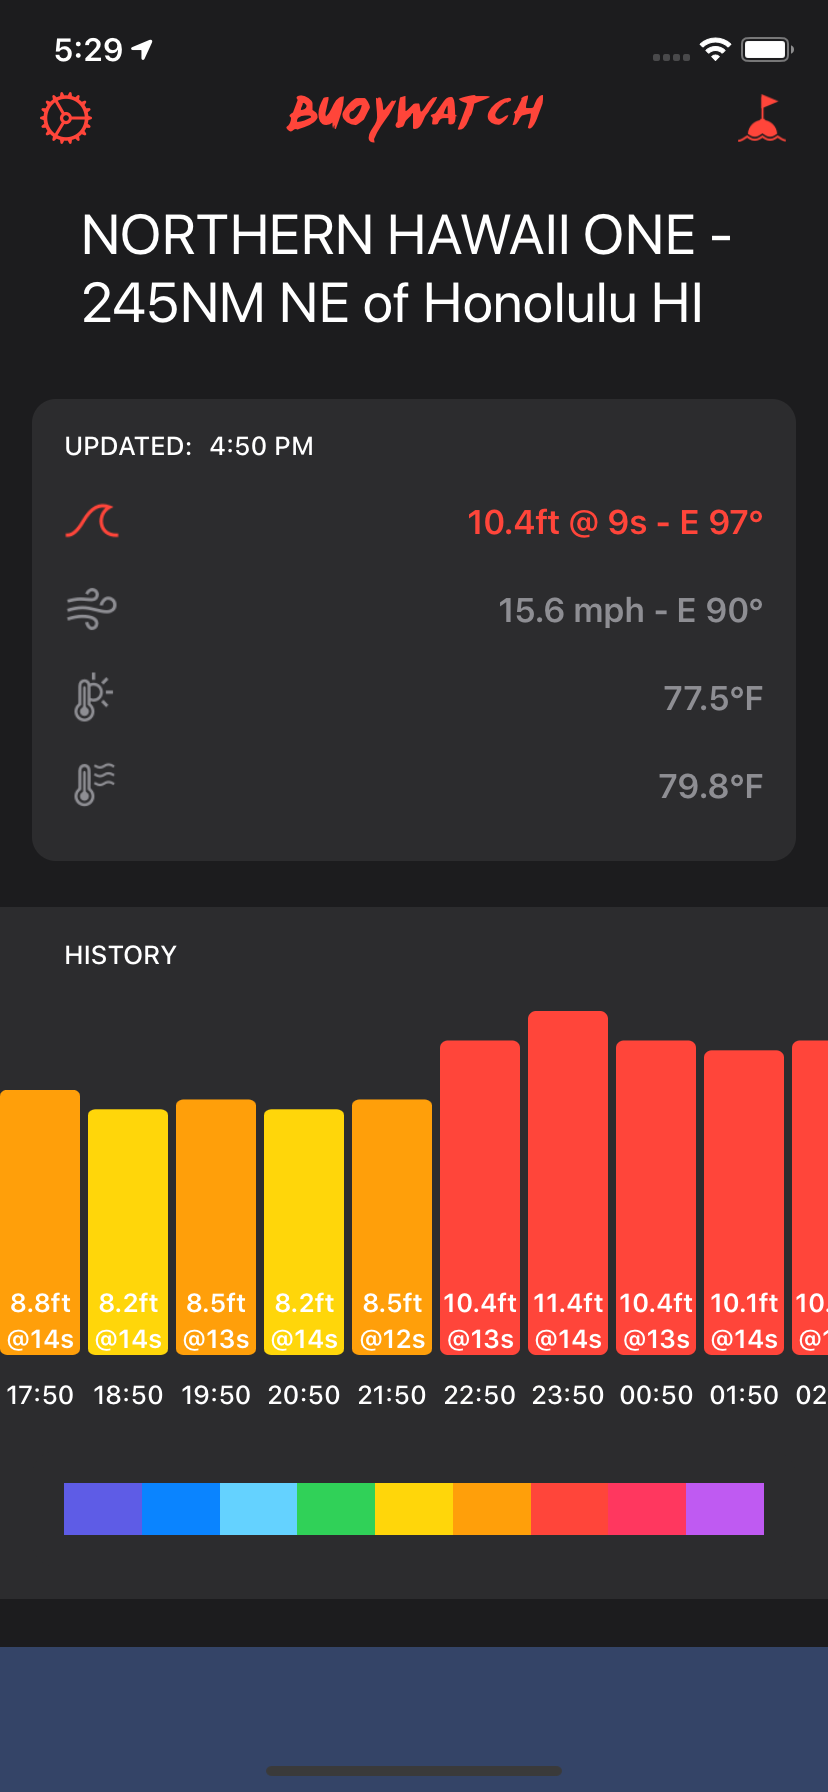 5:29
BUOYWATCH
NORTHERN HAWAII ONE -
245NM NE of Honolulu HI
UPDATED: 4:50 PM
10.4ft @ 9s - E 97°
15.6 mph - E 90°
77.5°F
79.8°F
HISTORY
8.8ft 8.2ft 8.5ft 8.2ft 8.5ft 10.4ft 11.4ft 10.4ft 10.1ft 10.
@14s @14s @13s @14s @12s @13s @14s @13s @14s @1
17:50 18:50 19:50 20:50 21:50 22:50 23:50 00:50 01:50 02